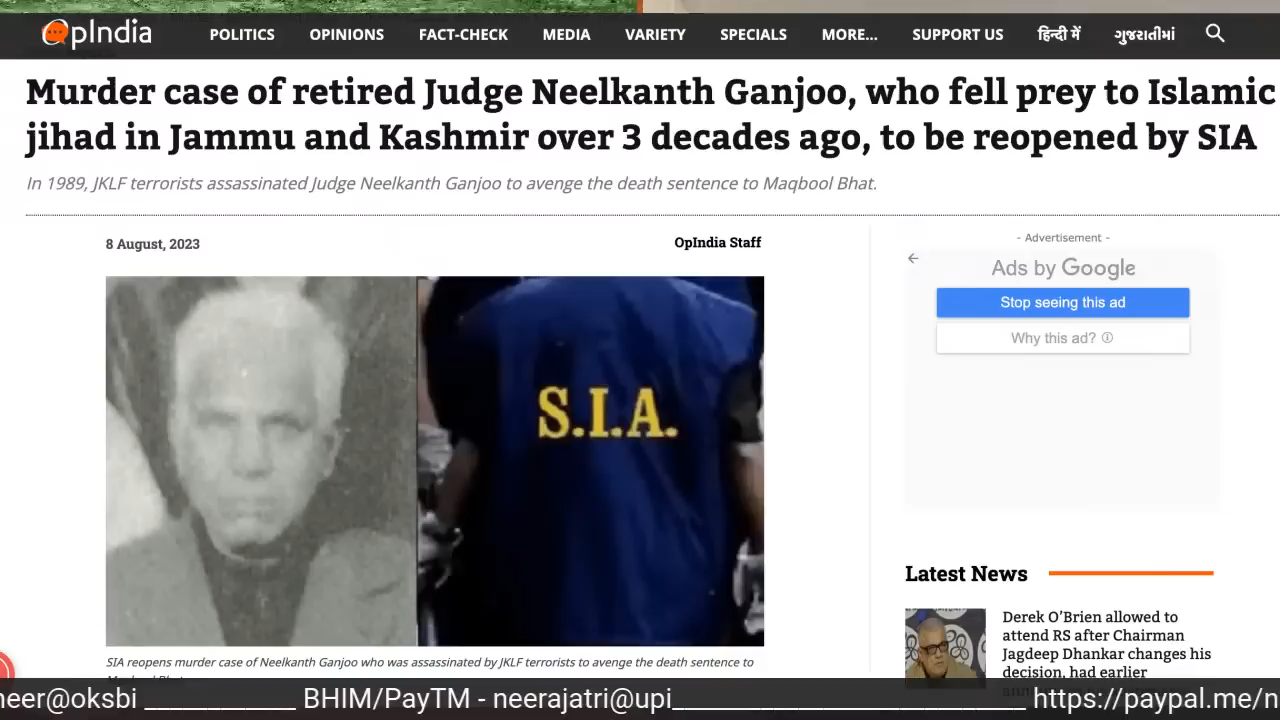 OpIndia
POLITICS OPINIONS FACT-CHECK MEDIA VARIETY SPECIALS MORE... SUPPORT US हिन्दी में ગુજરાતીમાં
Murder case of retired Judge Neelkanth Ganjoo, who fell prey to Islamic
jihad in Jammu and Kashmir over 3 decades ago, to be reopened by SIA
In 1989, JKLF terrorists assassinated Judge Neelkanth Ganjoo to avenge the death sentence to Maqbool Bhat.
8 August, 2023
OpIndia Staff
S.I.A.
SIA reopens murder case of Neelkanth Ganjoo who was assassinated by JKLF terrorists to avenge the death sentence to
- Advertisement -
Ads by Google
Stop seeing this ad
Why this ad?
Latest News
Derek O'Brien allowed to
attend RS after Chairman
Jagdeep Dhankar changes his
decision, had earlier
neer@oksbi ___________ BHIM/PayTM - neerajatri@upi__________________________ https://paypal.me/n